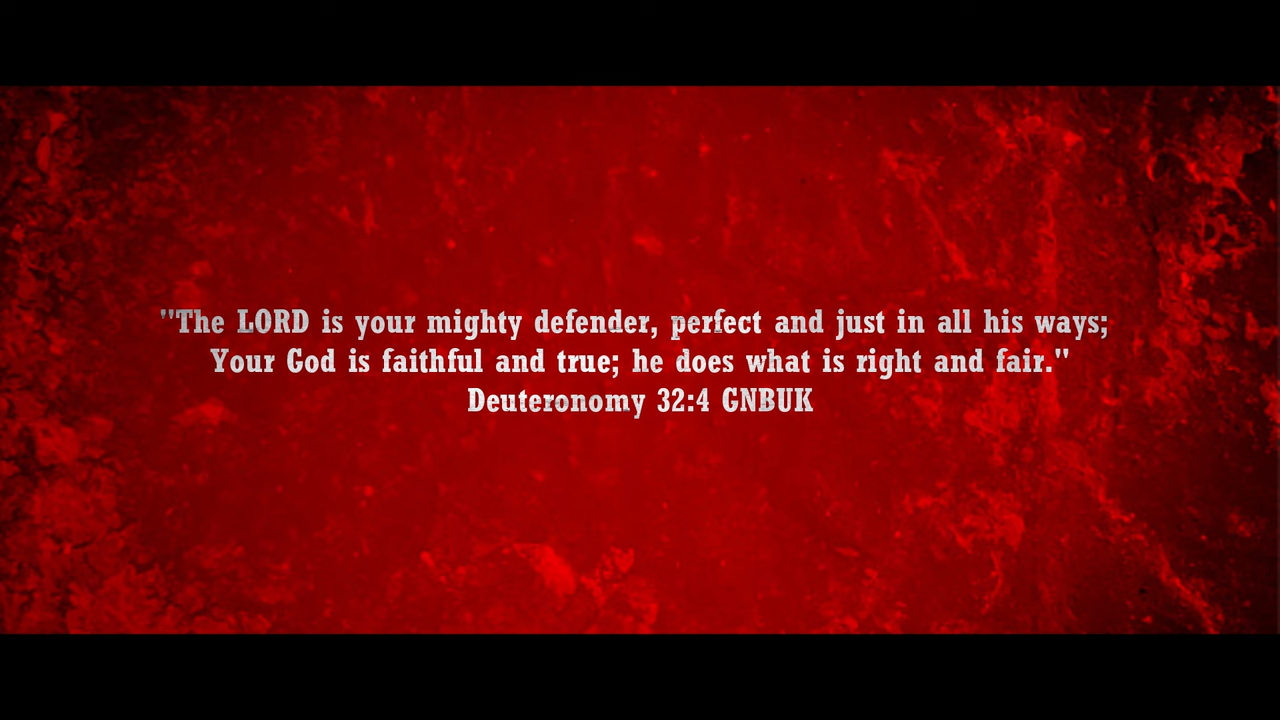 "The LORD is your mighty defender, perfect and just in all his ways;
Your God is faithful and true; he does what is right and fair."
Deuteronomy 32:4 GNBUK